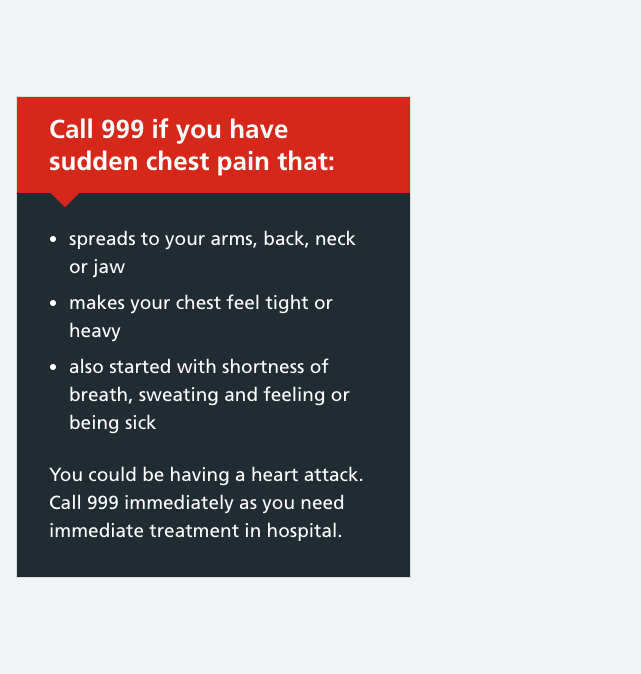 Call 999 if you have
sudden chest pain that:
• spreads to your arms, back, neck
or jaw
• makes your chest feel tight or
heavy
• also started with shortness of
breath, sweating and feeling or
being sick
You could be having a heart attack.
Call 999 immediately as you need
immediate treatment in hospital.